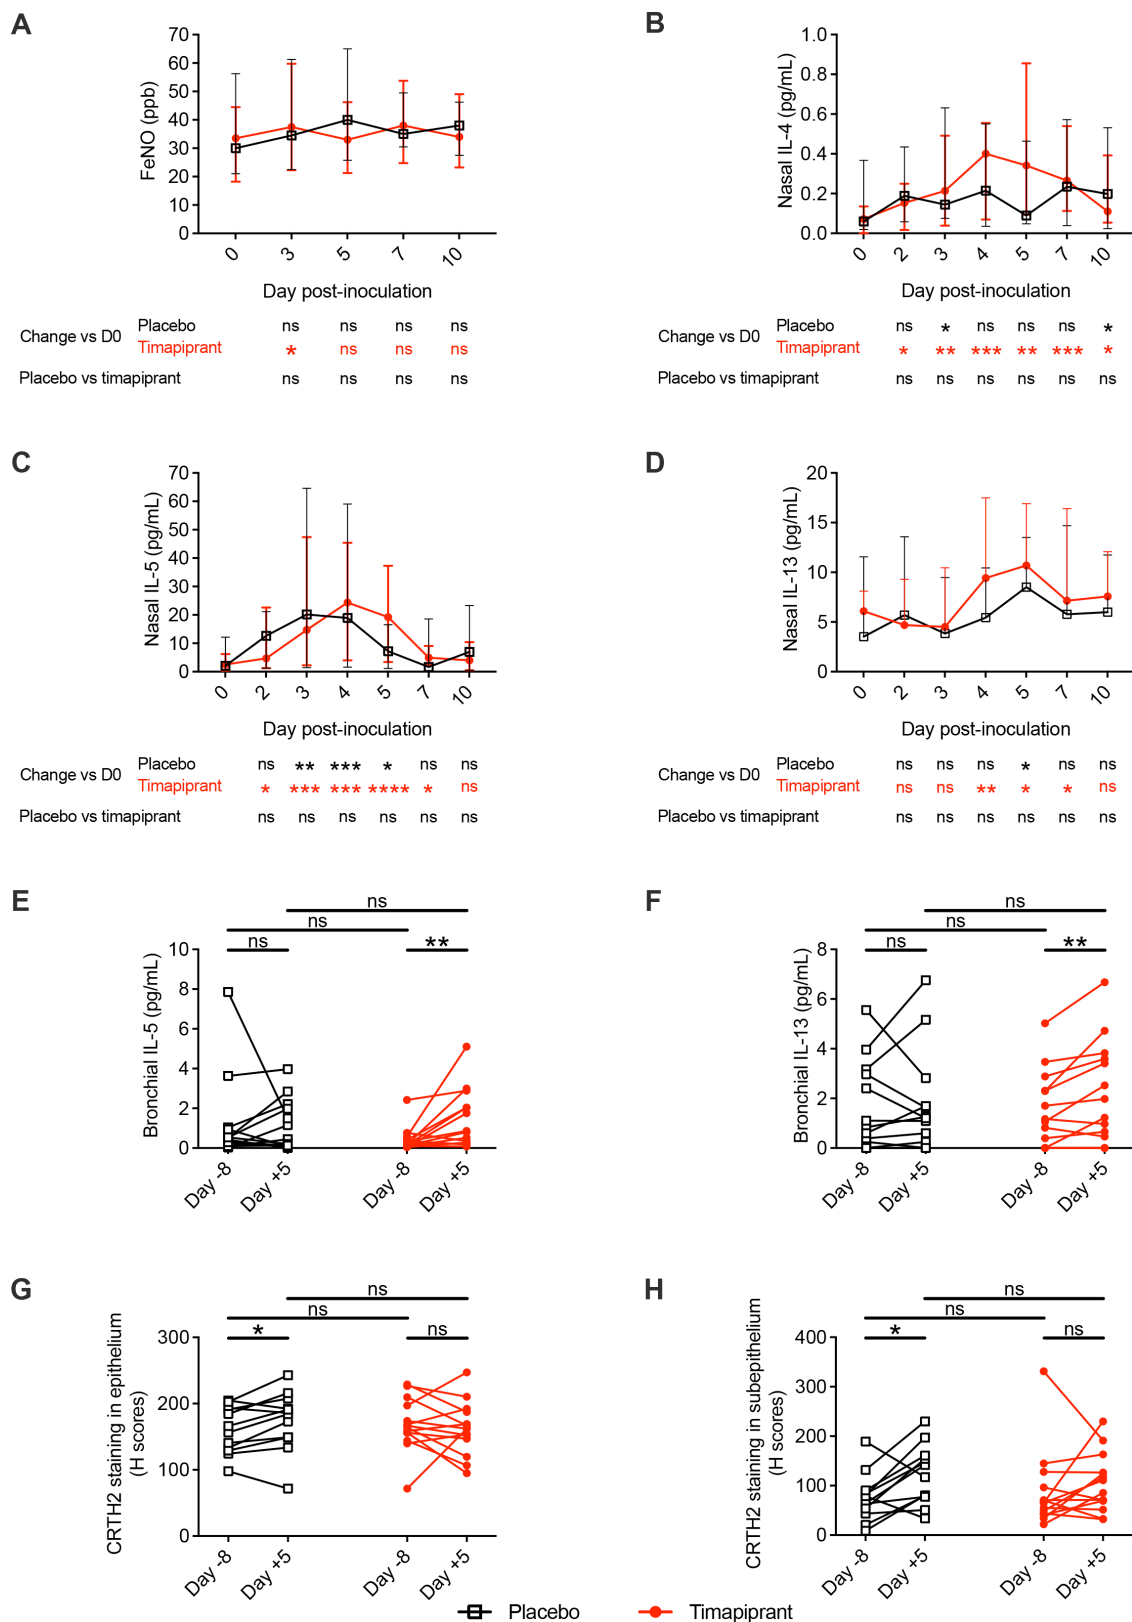 A
FeNO (ppb)
70
60
50
40
30
20
10
0
0 3 5 7 10
Day post-inoculation
Change vs D0
Placebo ns ns ns ns
Timapiprant * ns ns ns
Placebo vs timapiprant ns ns ns ns
B
Nasal IL-4 (pg/mL)
1.0
0.8
0.6
0.4
0.2
0.0
0 2 3 4 5 7 10
Day post-inoculation
Change vs D0
Placebo ns * ns ns ns *
Timapiprant * ** *** ** *** *
Placebo vs timapiprant ns ns ns ns ns ns
C
Nasal IL-5 (pg/mL)
70
60
50
40
30
20
10
0
0 2 3 4 5 7 10
Day post-inoculation
Change vs D0
Placebo ns ** *** * ns ns
Timapiprant * *** *** **** * ns
Placebo vs timapiprant ns ns ns ns ns ns
D
Nasal IL-13 (pg/mL)
20
15
10
5
0
0 2 3 4 5 7 10
Day post-inoculation
Change vs D0
Placebo ns ns ns * ns ns
Timapiprant ns ns ** * * ns
Placebo vs timapiprant ns ns ns ns ns ns
E
ns
ns
ns **
Bronchial IL-5 (pg/mL)
10
8
6
4
2
0
Day -8 Day +5 Day -8 Day +5
F
ns
ns
ns **
Bronchial IL-13 (pg/mL)
8
6
4
2
0
Day -8 Day +5 Day -8 Day +5
G
ns
ns
* ns
CRTH2 staining in epithelium
(H scores)
300
200
100
0
Day -8 Day +5 Day -8 Day +5
H
ns
ns
* ns
CRTH2 staining in subepithelium
(H scores)
400
300
200
100
0
Day -8 Day +5 Day -8 Day +5
Placebo Timapiprant